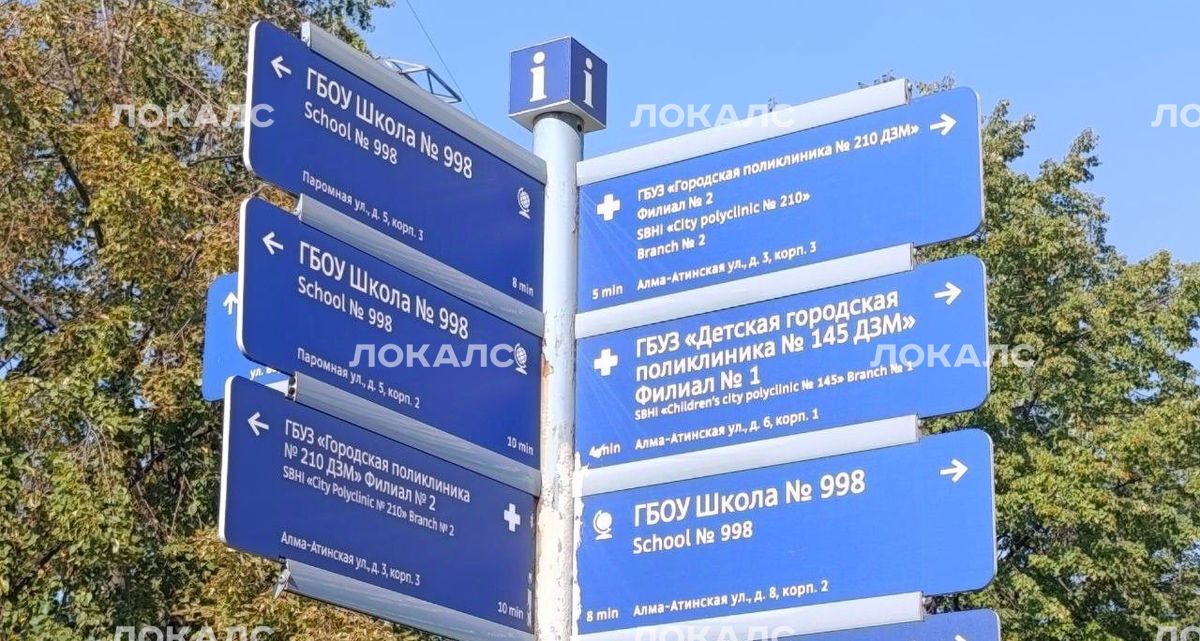 i i
ГБОУ Школа № 998
School № 998
Паромная ул., д. 5, корп. 3
8 min
ГБОУ Школа № 998
School № 998
Паромная ул., д. 5, корп. 2
10 min
ГБУЗ «Городская поликлиника
№ 210 ДЗМ» Филиал № 2
SBHI «City Polyclinic № 210» Branch № 2
Алма-Атинская ул., д. 3, корп. 3
10 min
ГБУЗ «Городская поликлиника № 210 ДЗМ»
Филиал № 2
SBHI «City polyclinic № 210»
Branch № 2
Алма-Атинская ул., д. 3, корп. 3
5 min
ГБУЗ «Детская городская
поликлиника № 145 ДЗМ»
Филиал № 1
SBHI «Children's city polyclinic № 145» Branch № 1
Алма-Атинская ул., д. 6, корп. 1
min
ГБОУ Школа № 998
School № 998
Алма-Атинская ул., д. 8, корп. 2
8 min
ул.
ЛОКАЛС
ЛОКАЛС
ЛОКАЛС
ЛОКАЛС